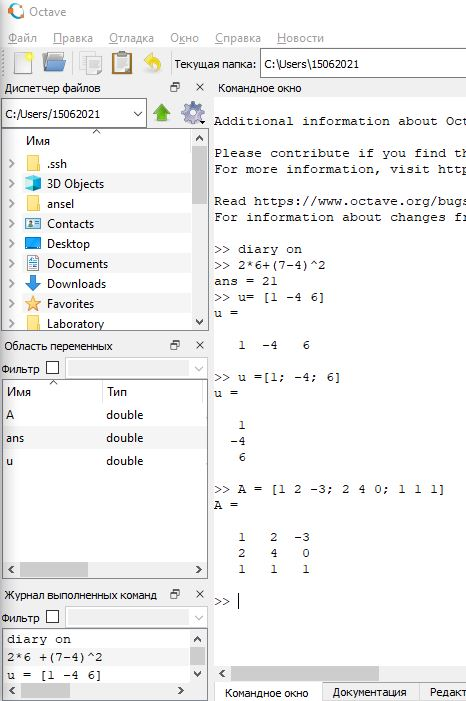 Octave
Файл Правка Отладка Окно Справка Новости
Текущая папка: C:\Users\15062021
Диспетчер файлов
C:/Users/15062021
Имя
.ssh
3D Objects
ansel
Contacts
Desktop
Documents
Downloads
Favorites
Laboratory
Область переменных
Фильтр
Имя Тип
A double
ans double
u double
Журнал выполненных команд
Фильтр
diary on
2*6 +(7-4)^2
u = [1 -4 6]
Командное окно
Additional information about Oct
Please contribute if you find th
For more information, visit http
Read https://www.octave.org/bugs
For information about changes fr
>> diary on
>> 2*6+(7-4)^2
ans = 21
>> u= [1 -4 6]
u =
1 -4 6
>> u =[1; -4; 6]
u =
1
-4
6
>> A = [1 2 -3; 2 4 0; 1 1 1]
A =
1 2 -3
2 4 0
1 1 1
>>
Командное окно Документация Редакт